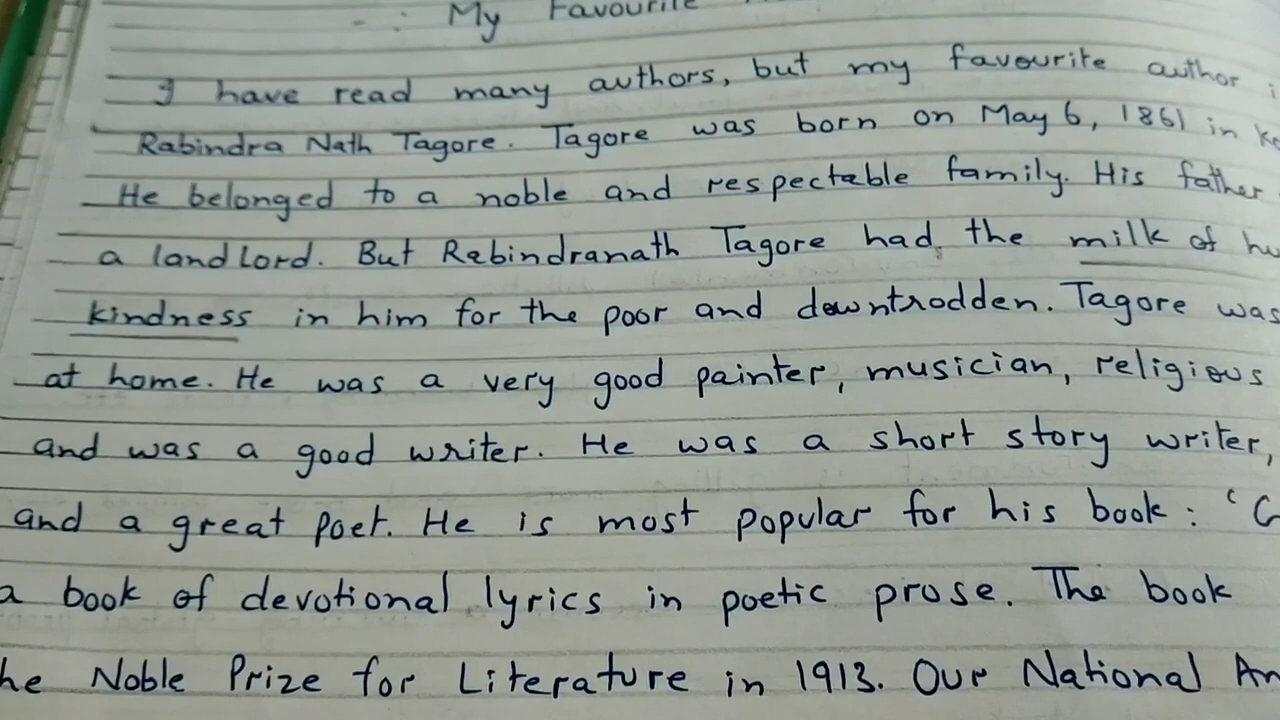 My Favourite
I have read many authors, but my favourite author
Rabindra Nath Tagore. Tagore was born on May 6, 1861 in
He belonged to a noble and respectable family. His father
a landlord. But Rabindranath Tagore had the milk of
kindness in him for the poor and downtrodden. Tagore was
at home. He was a very good painter, musician, religious
and was a good writer. He was a short story writer,
and a great poet. He is most popular for his book : '
a book of devotional lyrics in poetic prose. The book
Noble Prize for Literature in 1913. Our National